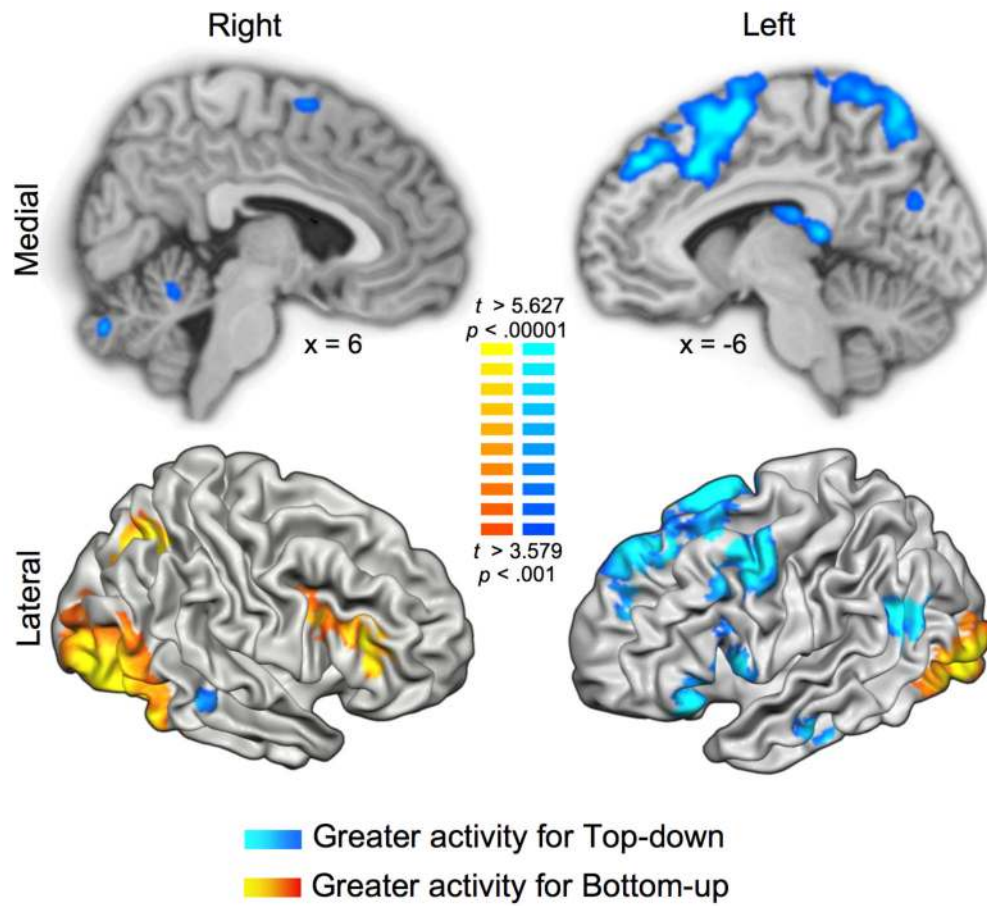 Right
Left
Medial
t > 5.627
p < .00001
x = 6
x = -6
t > 3.579
p < .001
Lateral
Greater activity for Top-down
Greater activity for Bottom-up